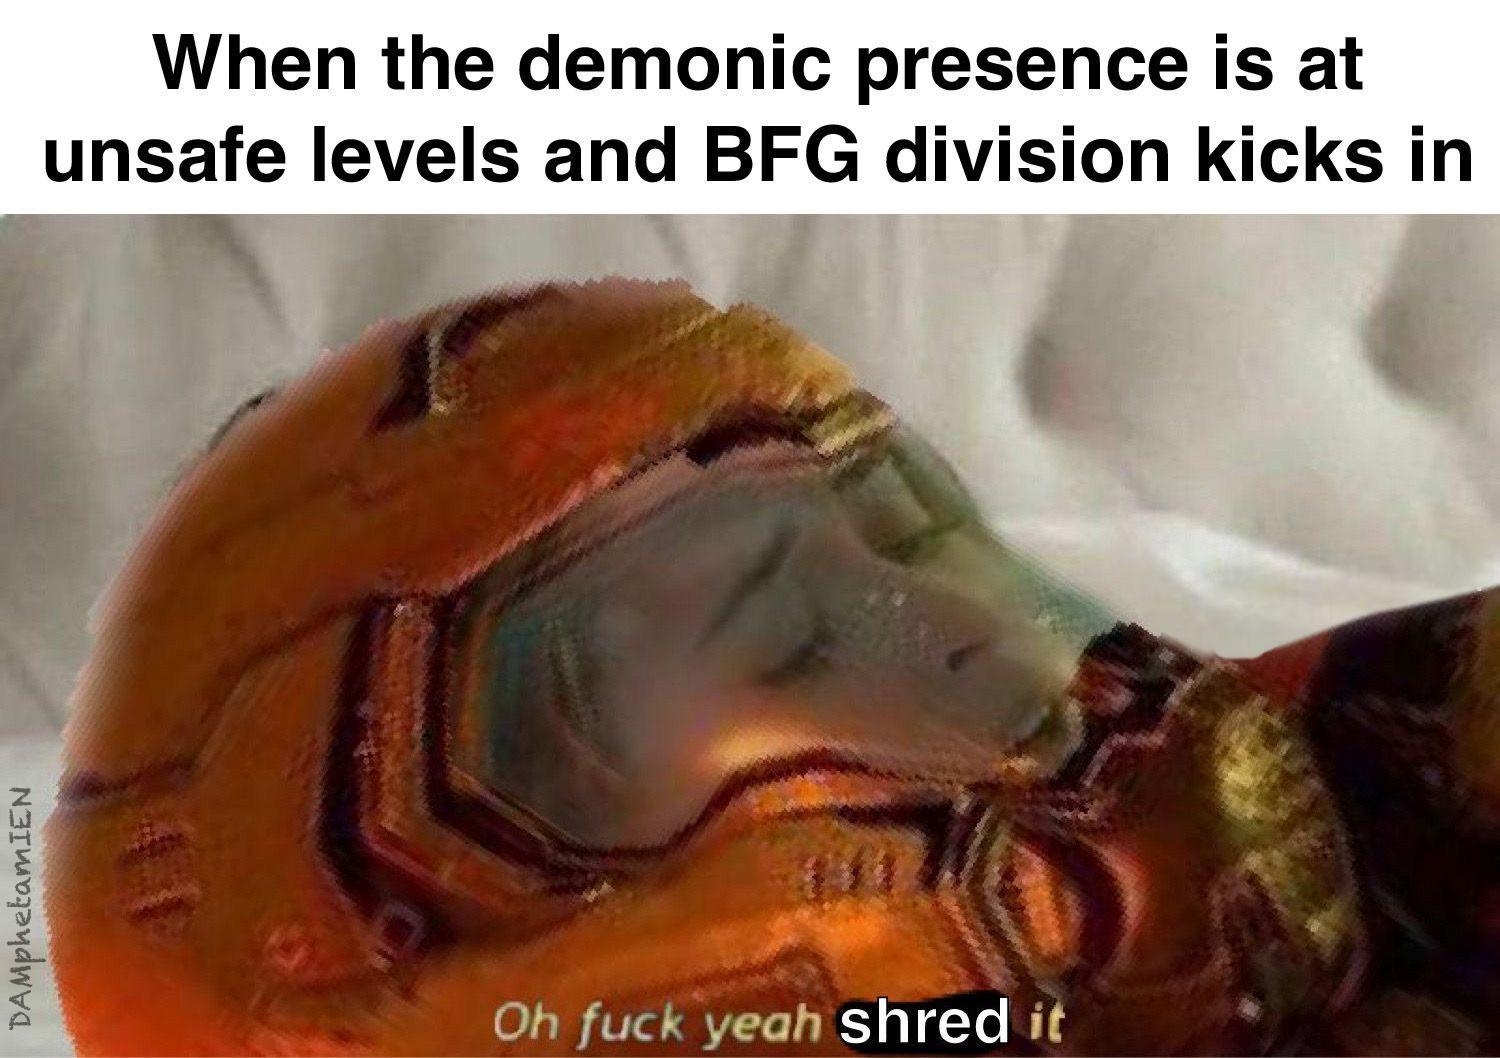 When the demonic presence is at
unsafe levels and BFG division kicks in
DAMphetamIEN
Oh fuck yeah shred it